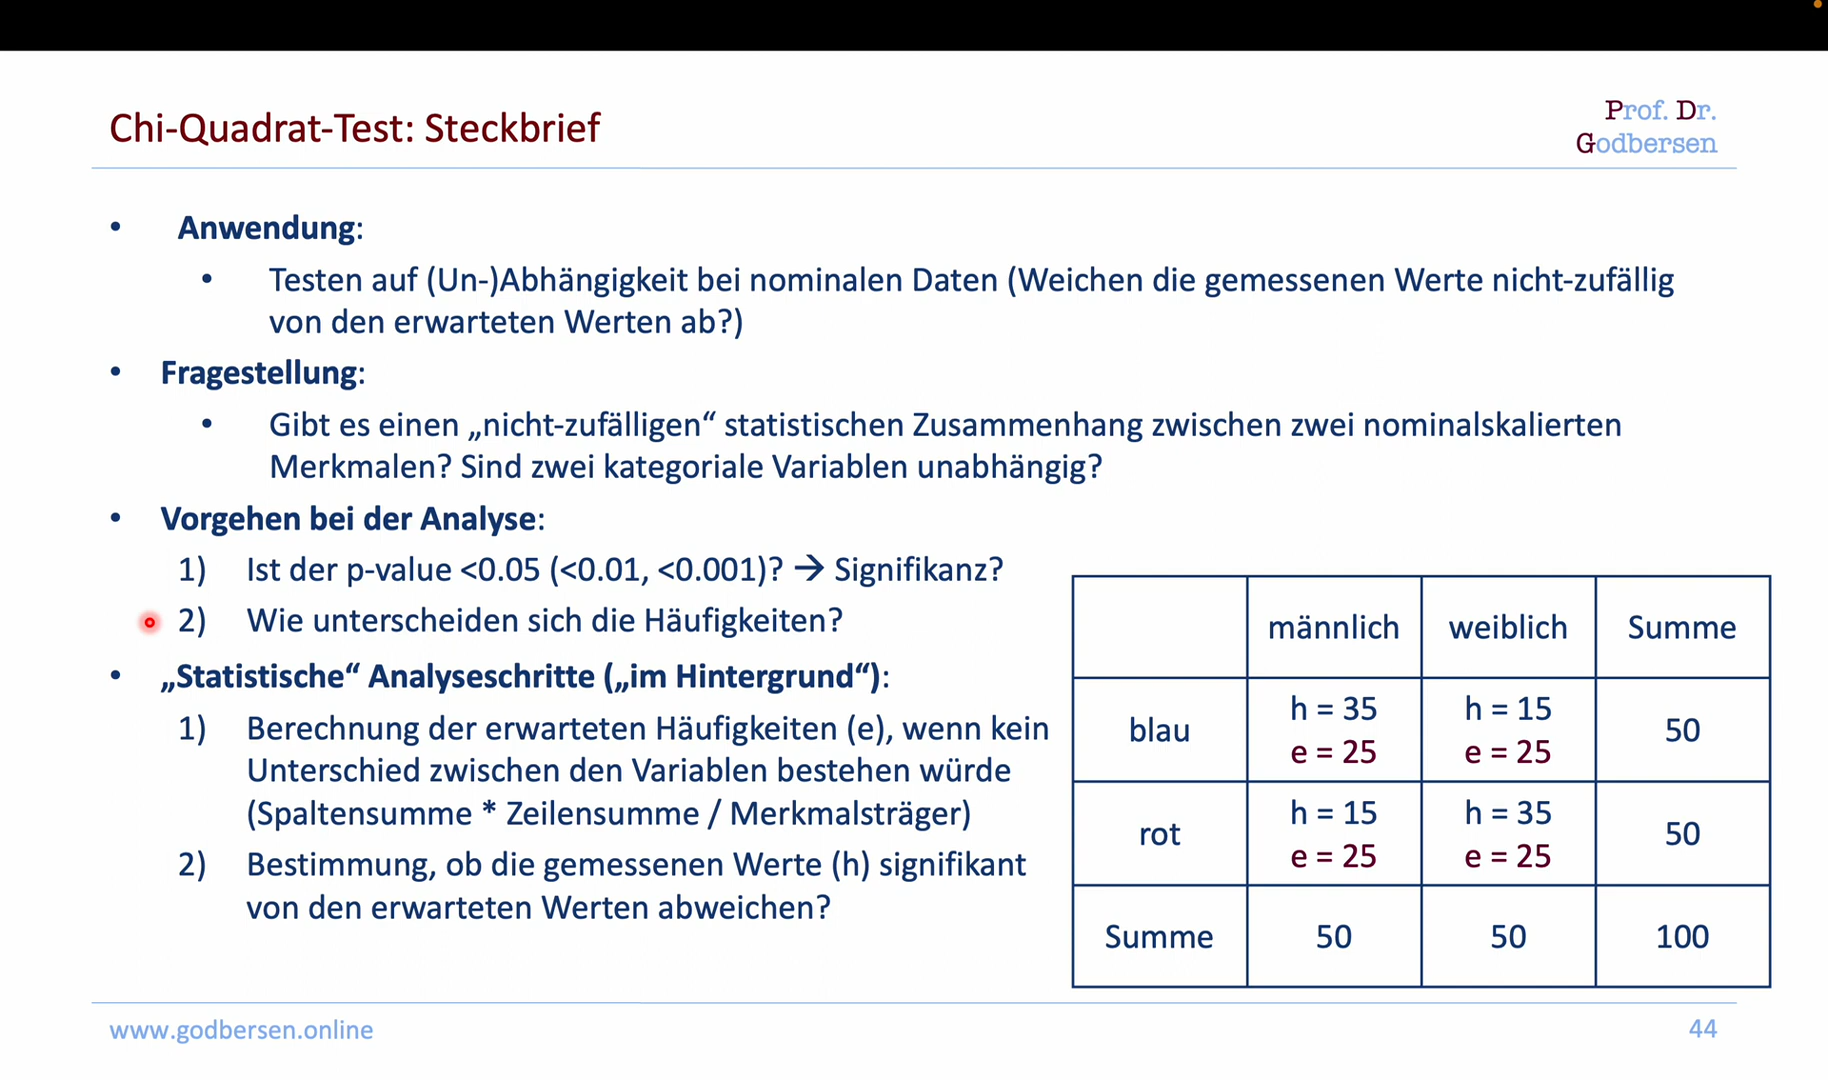 Chi-Quadrat-Test: Steckbrief
Prof. Dr.
Godbersen
• Anwendung:
• Testen auf (Un-)Abhängigkeit bei nominalen Daten (Weichen die gemessenen Werte nicht-zufällig
von den erwarteten Werten ab?)
• Fragestellung:
• Gibt es einen „nicht-zufälligen“ statistischen Zusammenhang zwischen zwei nominalskalierten
Merkmalen? Sind zwei kategoriale Variablen unabhängig?
• Vorgehen bei der Analyse:
1) Ist der p-value <0.05 (<0.01, <0.001)? → Signifikanz?
2) Wie unterscheiden sich die Häufigkeiten?
• „Statistische“ Analyseschritte („im Hintergrund“):
1) Berechnung der erwarteten Häufigkeiten (e), wenn kein
Unterschied zwischen den Variablen bestehen würde
(Spaltensumme * Zeilensumme / Merkmalsträger)
2) Bestimmung, ob die gemessenen Werte (h) signifikant
von den erwarteten Werten abweichen?
männlich weiblich Summe
h = 35 h = 15
blau 50
e = 25 e = 25
h = 15 h = 35
rot 50
e = 25 e = 25
Summe 50 50 100
www.godbersen.online
44